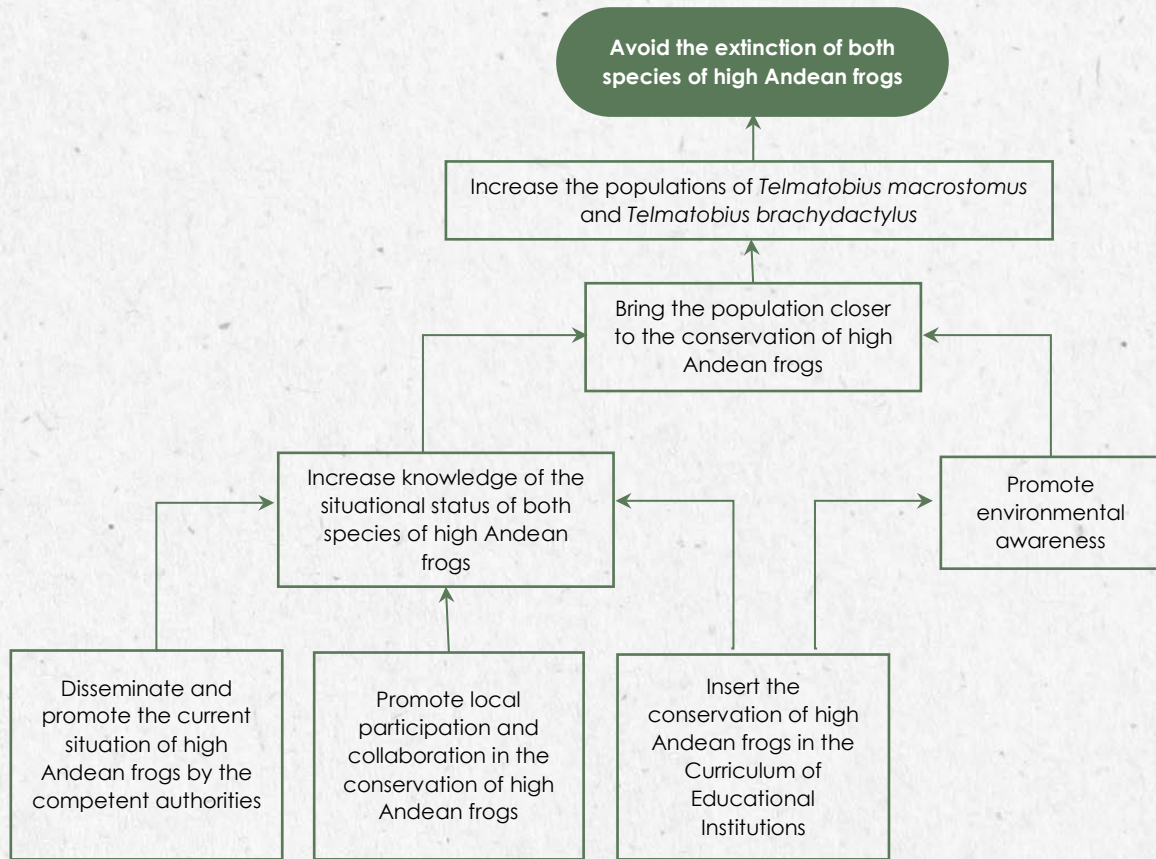 Avoid the extinction of both
species of high Andean frogs
Increase the populations of Telmatobius macrostomus
and Telmatobius brachydactylus
Bring the population closer
to the conservation of high
Andean frogs
Increase knowledge of the
situational status of both
species of high Andean
frogs
Promote
environmental
awareness
Disseminate and
promote the current
situation of high
Andean frogs by the
competent authorities
Promote local
participation and
collaboration in the
conservation of high
Andean frogs
Insert the
conservation of high
Andean frogs in the
Curriculum of
Educational
Institutions